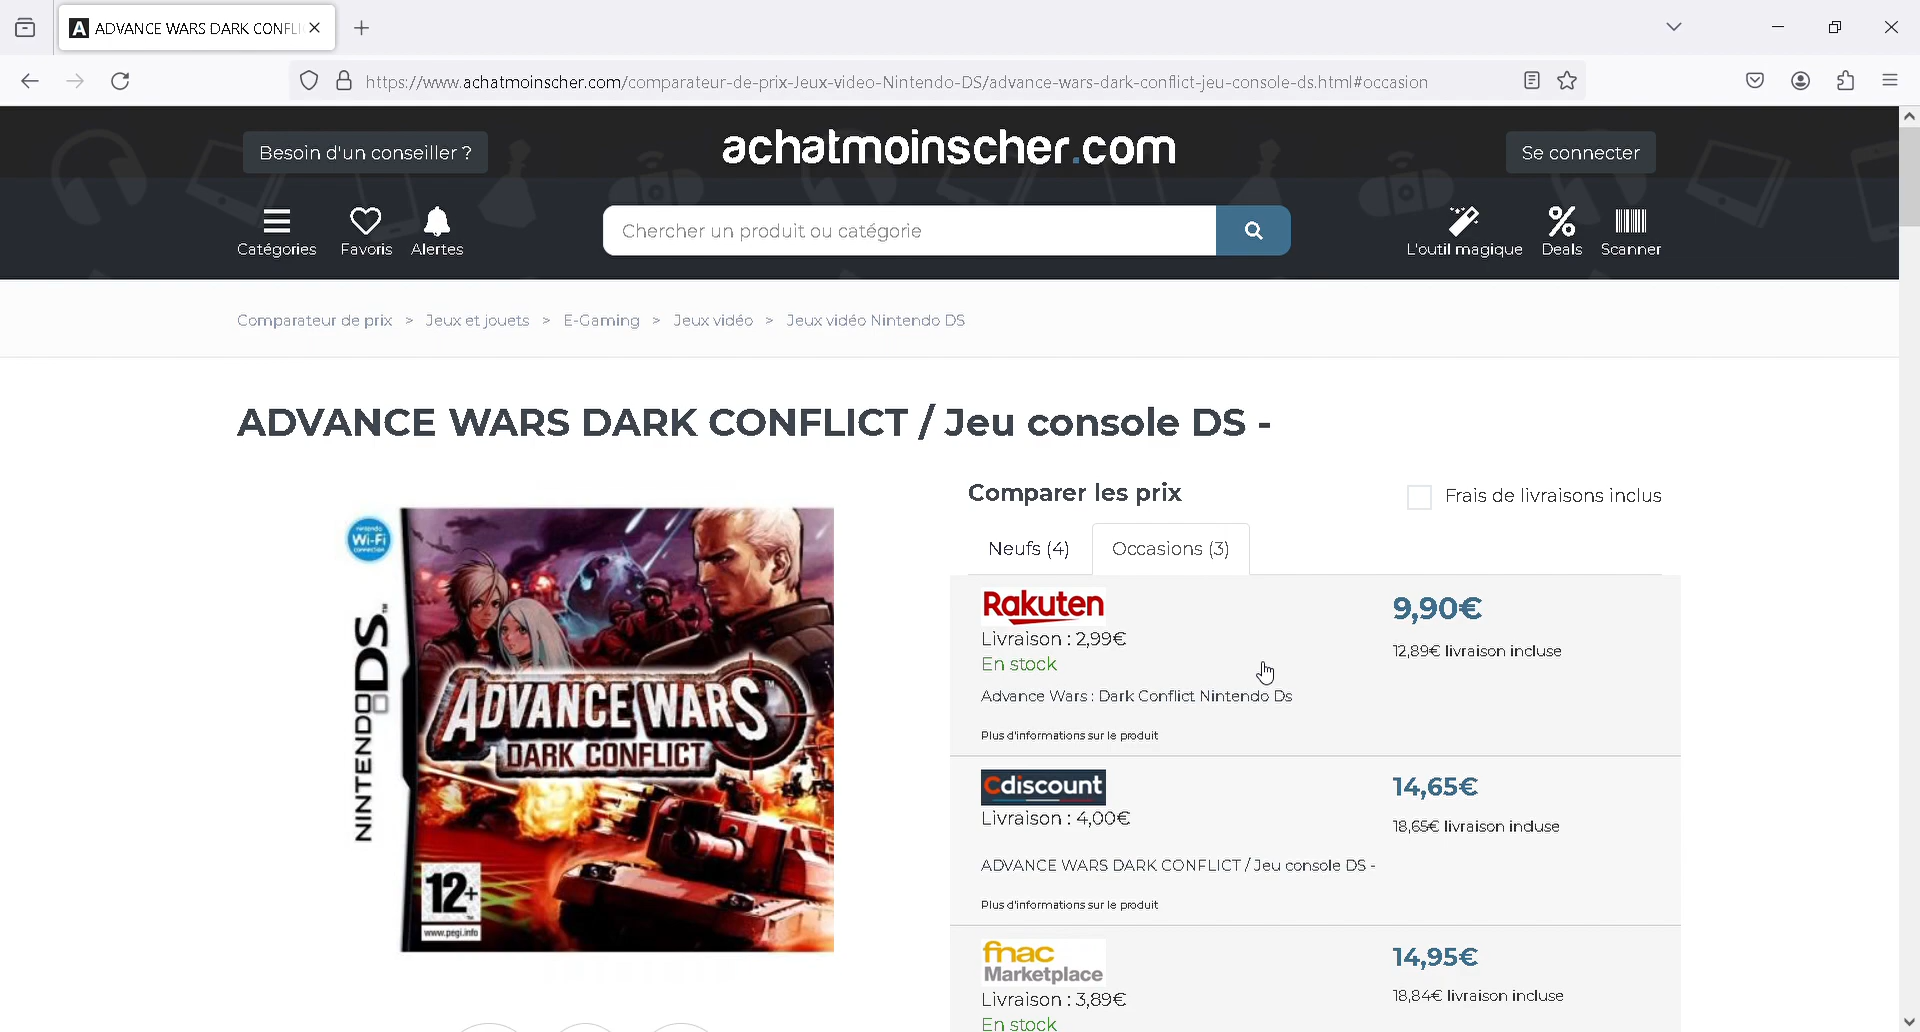 ADVANCE WARS DARK CONFLI
https://www.achatmoinscher.com/comparateur-de-prix-Jeux-video-Nintendo-DS/advance-wars-dark-conflict-jeu-console-ds.html#occasion
Besoin d'un conseiller ?
achatmoinscher.com
Se connecter
Catégories
Favoris
Alertes
Chercher un produit ou catégorie
L'outil magique
Deals
Scanner
Comparateur de prix > Jeux et jouets > E-Gaming > Jeux vidéo > Jeux vidéo Nintendo DS
ADVANCE WARS DARK CONFLICT / Jeu console DS -
nintendo
Wi-Fi
connection
NINTENDO DS™
ADVANCE WARS™
DARK CONFLICT
12+
www.pegi.info
Comparer les prix
Frais de livraisons inclus
Neufs (4)
Occasions (3)
Rakuten
9,90€
Livraison : 2,99€
12,89€ livraison incluse
En stock
Advance Wars : Dark Conflict Nintendo Ds
Plus d'informations sur le produit
Cdiscount
14,65€
Livraison : 4,00€
18,65€ livraison incluse
ADVANCE WARS DARK CONFLICT / Jeu console DS -
Plus d'informations sur le produit
fnac
Marketplace
14,95€
Livraison : 3,89€
18,84€ livraison incluse
En stock